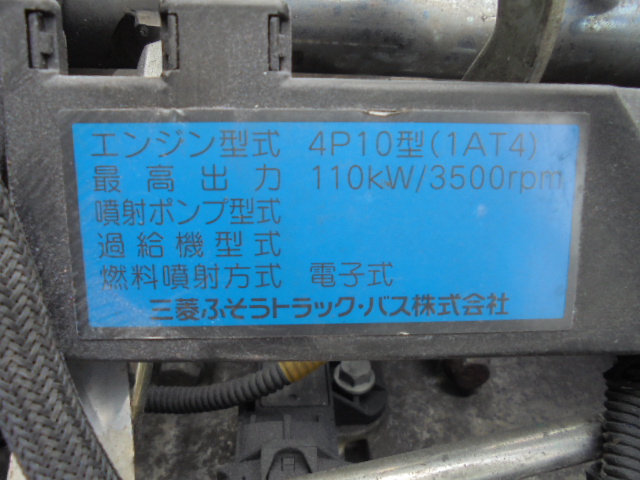 エンジン型式 4P10型(1AT4)
最高出力 110kW/3500rpm
噴射ポンプ型式
過給機型式
燃料噴射方式 電子式
三菱ふそうトラック・バス株式会社